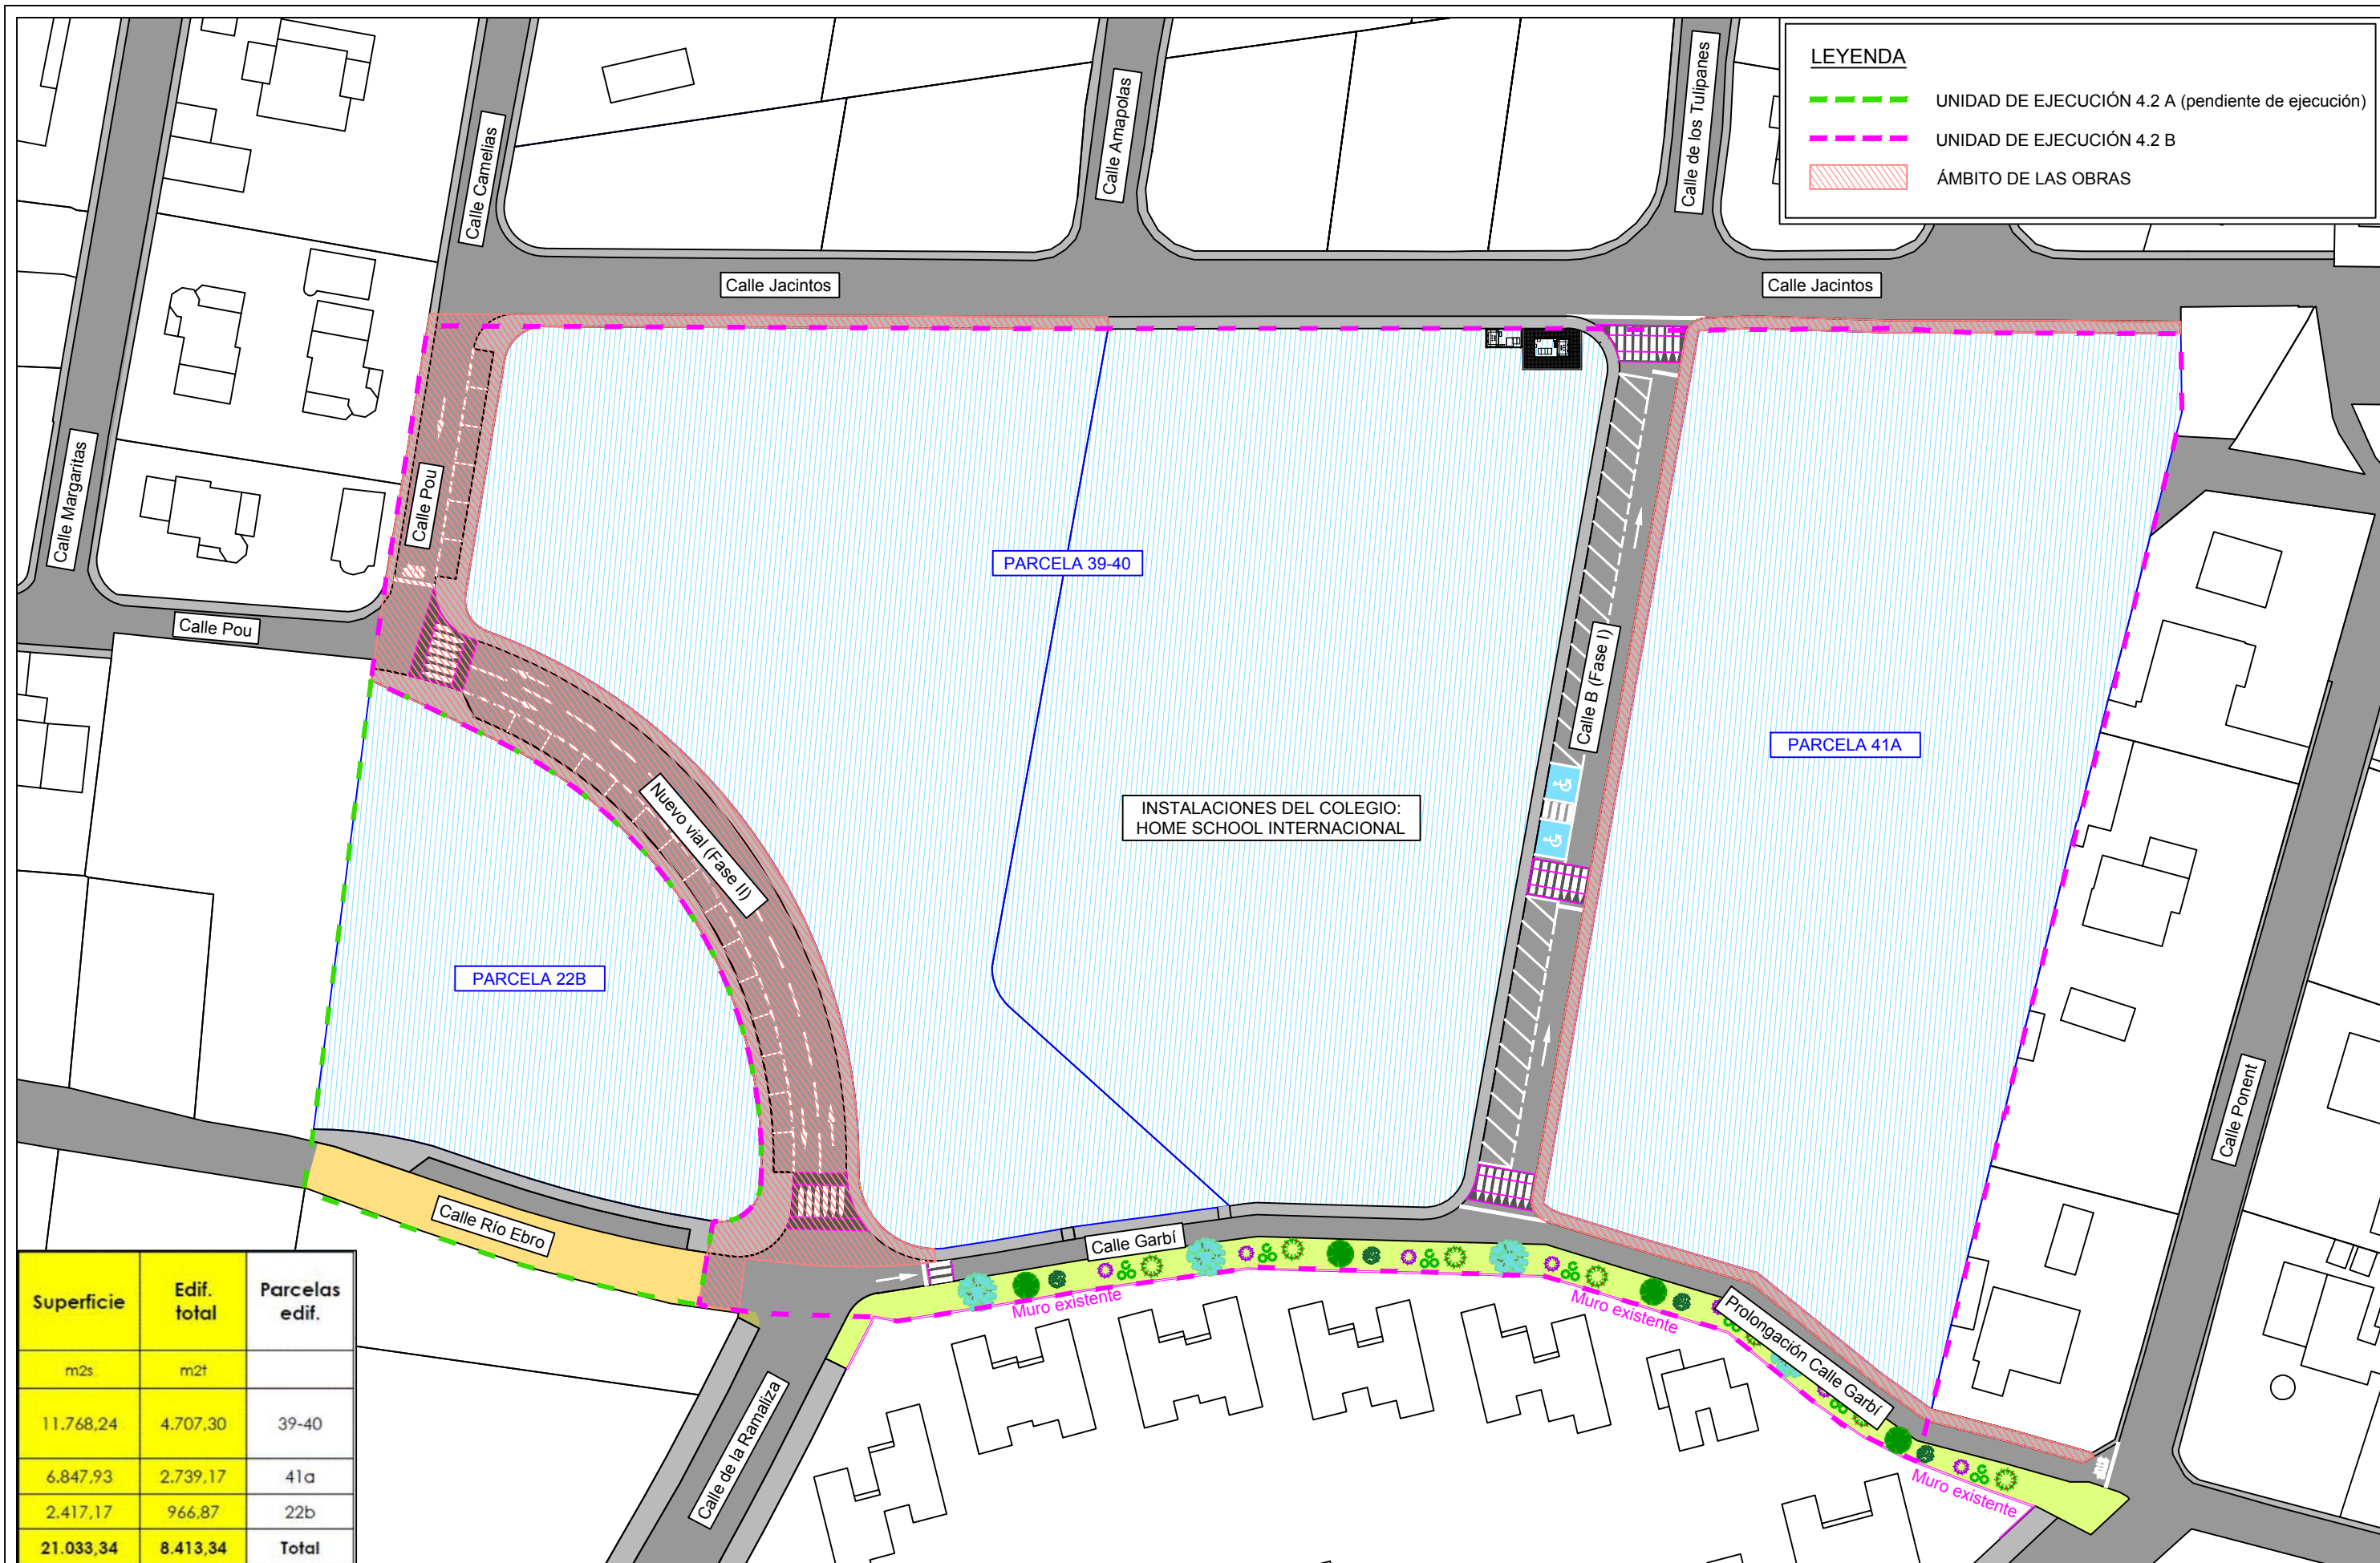 LEYENDA
UNIDAD DE EJECUCIÓN 4.2 A (pendiente de ejecución)
UNIDAD DE EJECUCIÓN 4.2 B
ÁMBITO DE LAS OBRAS
Calle Camelias
Calle Amapolas
Calle de los Tulipanes
Calle Jacintos
Calle Jacintos
Calle Margaritas
Calle Pou
Calle Pou
PARCELA 39-40
Calle B (Fase I)
PARCELA 41A
Nuevo vial (Fase II)
INSTALACIONES DEL COLEGIO:
HOME SCHOOL INTERNACIONAL
PARCELA 22B
Calle Ponent
Calle Río Ebro
Calle Garbí
Muro existente
Muro existente
Prolongación Calle Garbí
Muro existente
Calle de la Ramaliza
Superficie Edif. total Parcelas edif.
m2s m2t
11.768,24 4.707,30 39-40
6.847,93 2.739,17 41a
2.417,17 966,87 22b
21.033,34 8.413,34 Total